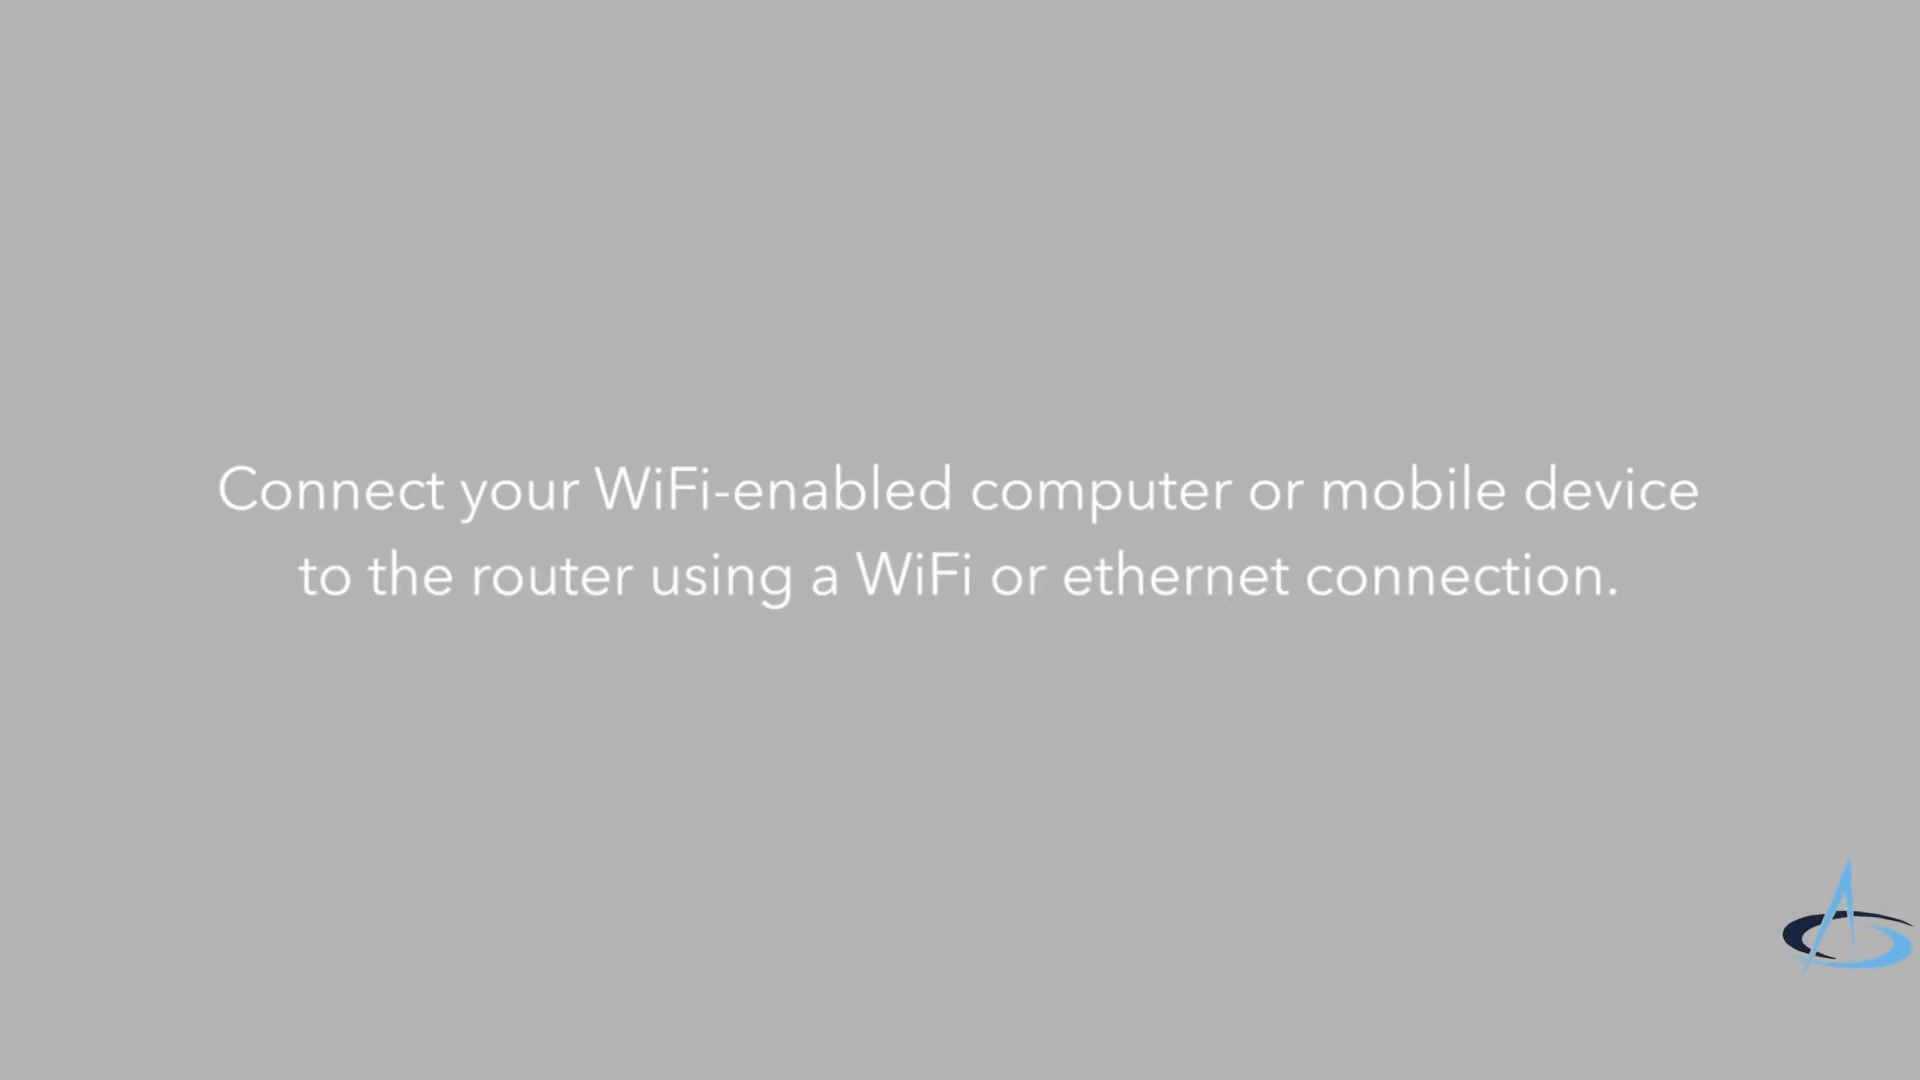 Connect your WiFi-enabled computer or mobile device
to the router using a WiFi or ethernet connection.